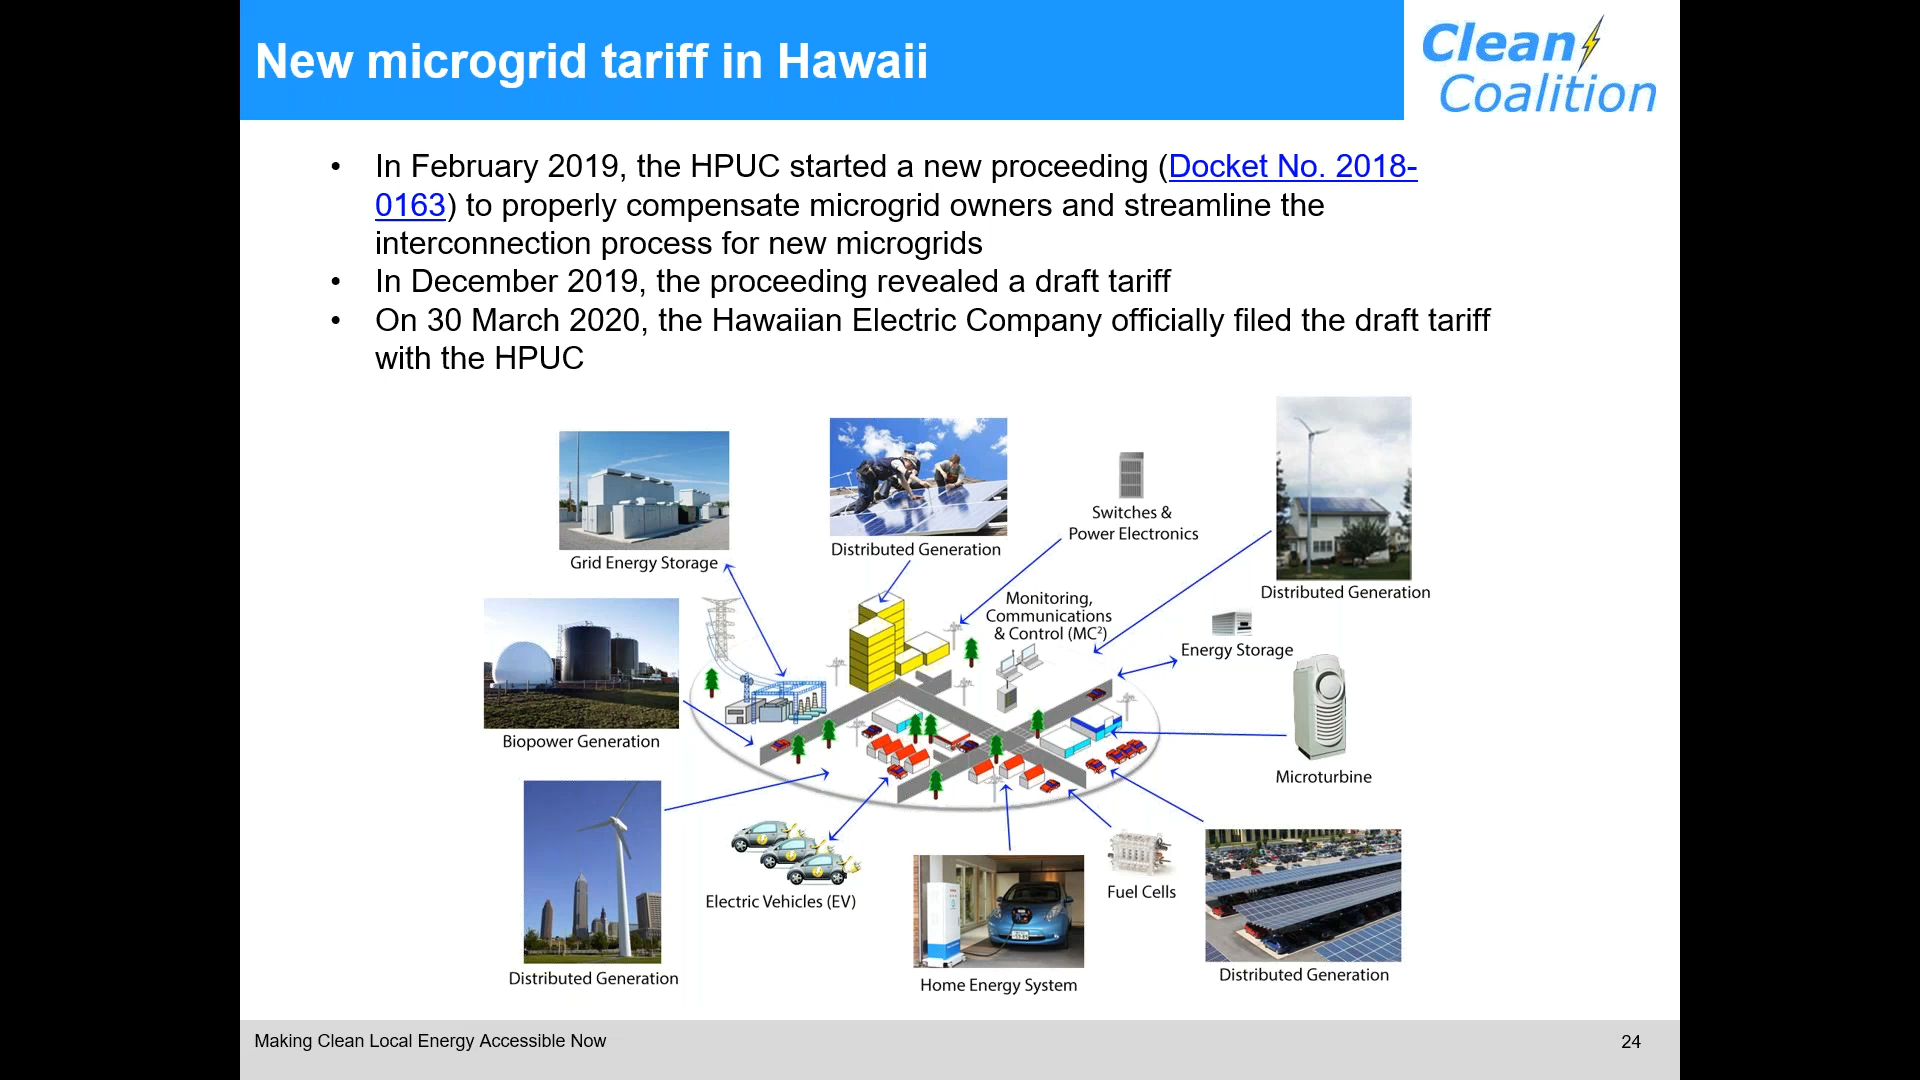 New microgrid tariff in Hawaii
Clean
Coalition
• In February 2019, the HPUC started a new proceeding (Docket No. 2018-
0163) to properly compensate microgrid owners and streamline the
interconnection process for new microgrids
• In December 2019, the proceeding revealed a draft tariff
• On 30 March 2020, the Hawaiian Electric Company officially filed the draft tariff
with the HPUC
Grid Energy Storage
Distributed Generation
Switches &
Power Electronics
Distributed Generation
Monitoring,
Communications
& Control (MC²)
Energy Storage
Biopower Generation
Microturbine
Electric Vehicles (EV)
Fuel Cells
Distributed Generation
Home Energy System
Distributed Generation
Making Clean Local Energy Accessible Now
24